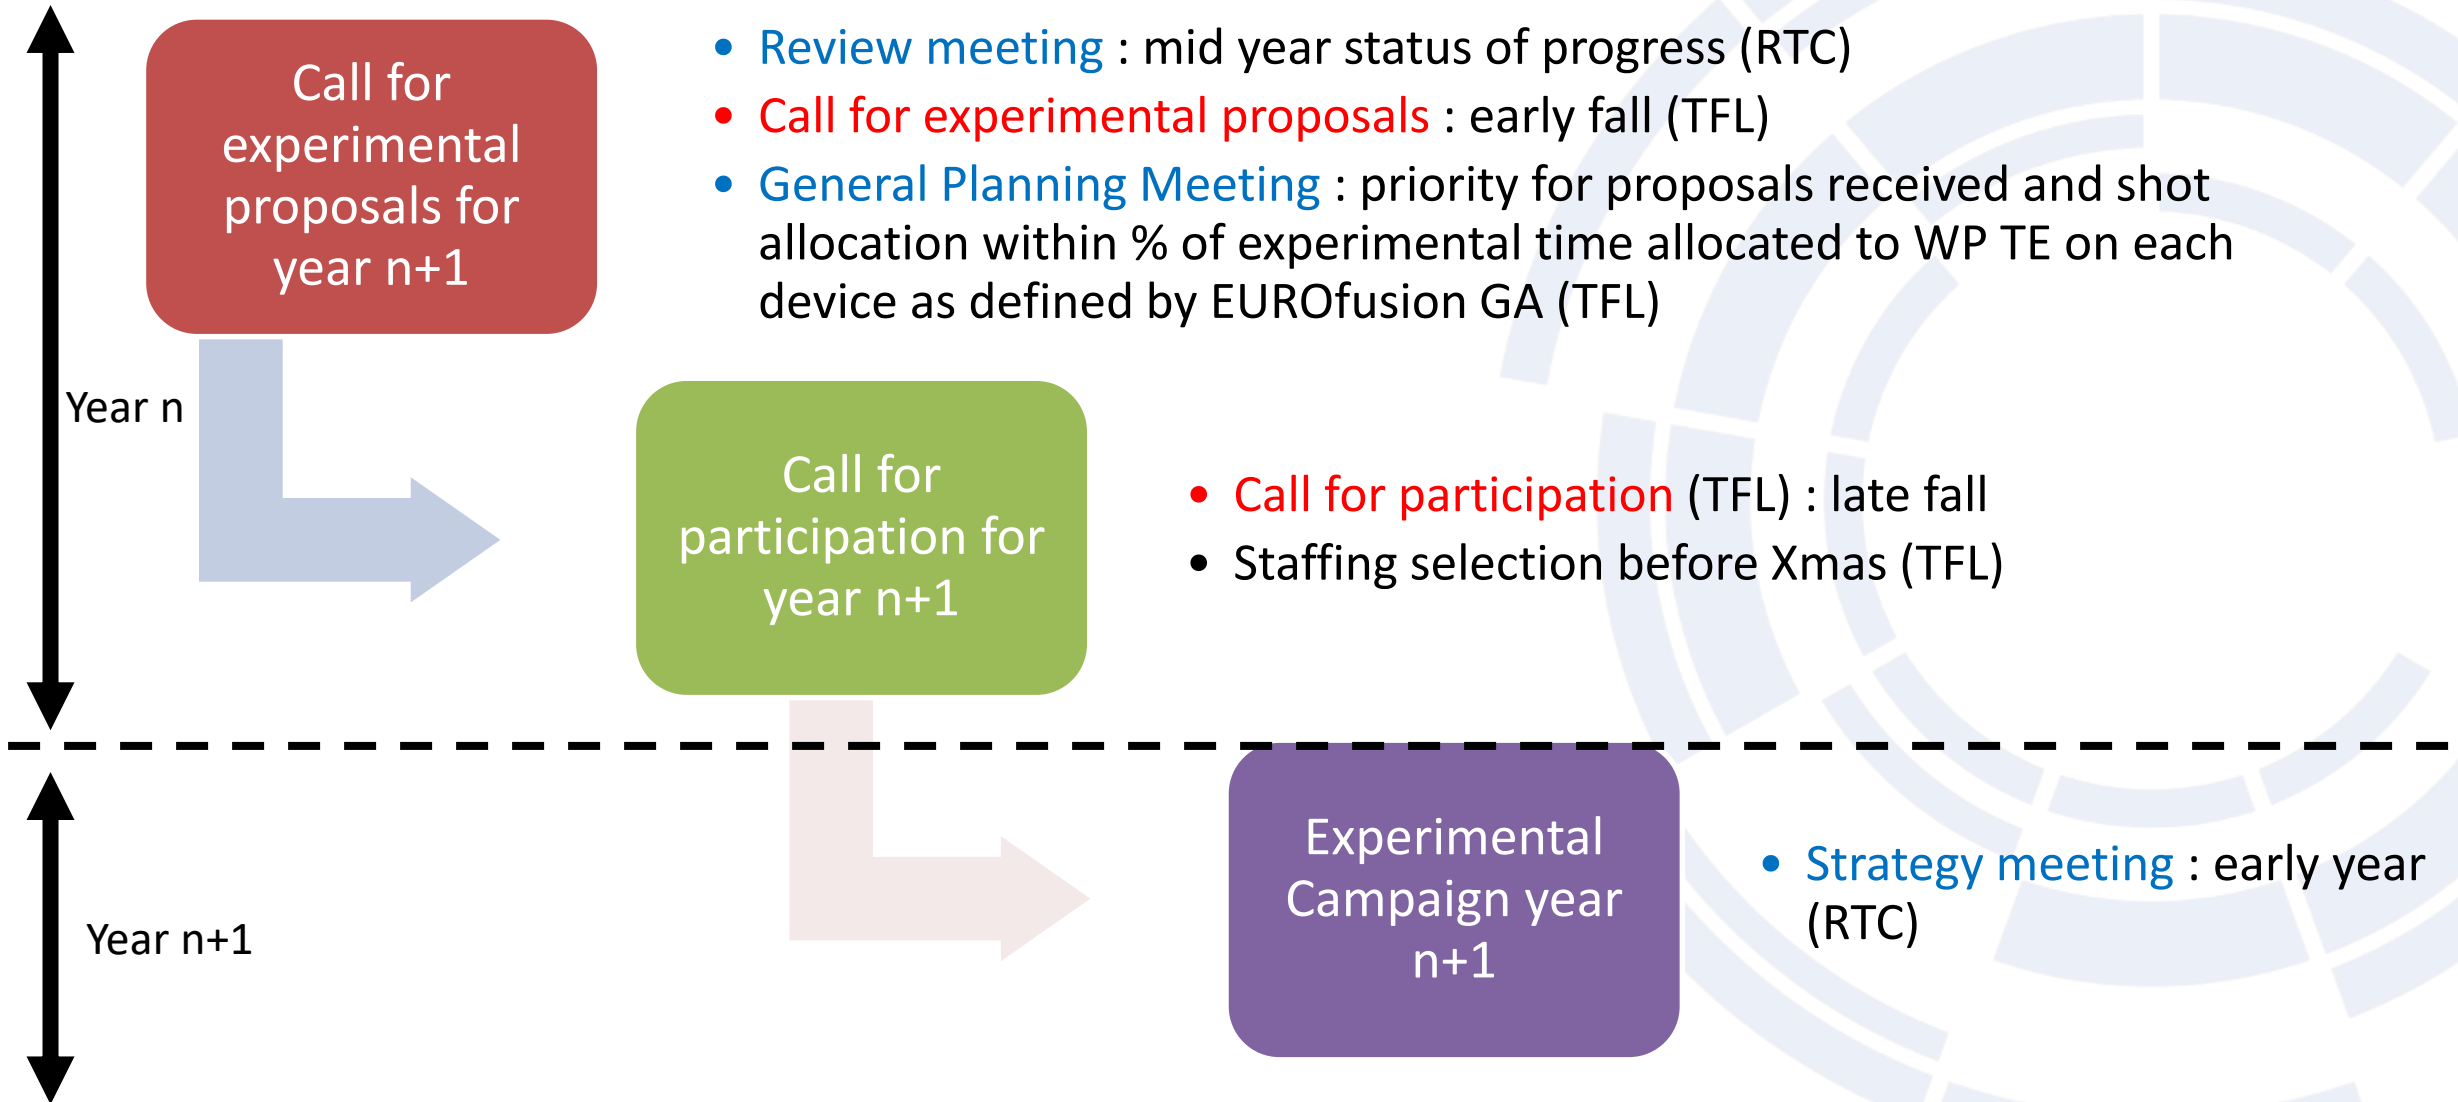 Call for
experimental
proposals for
year n+1
• Review meeting : mid year status of progress (RTC)
• Call for experimental proposals : early fall (TFL)
• General Planning Meeting : priority for proposals received and shot
allocation within % of experimental time allocated to WP TE on each
device as defined by EUROfusion GA (TFL)
Year n
Call for
participation for
year n+1
• Call for participation (TFL) : late fall
• Staffing selection before Xmas (TFL)
Year n+1
Experimental
Campaign year
n+1
• Strategy meeting : early year
(RTC)